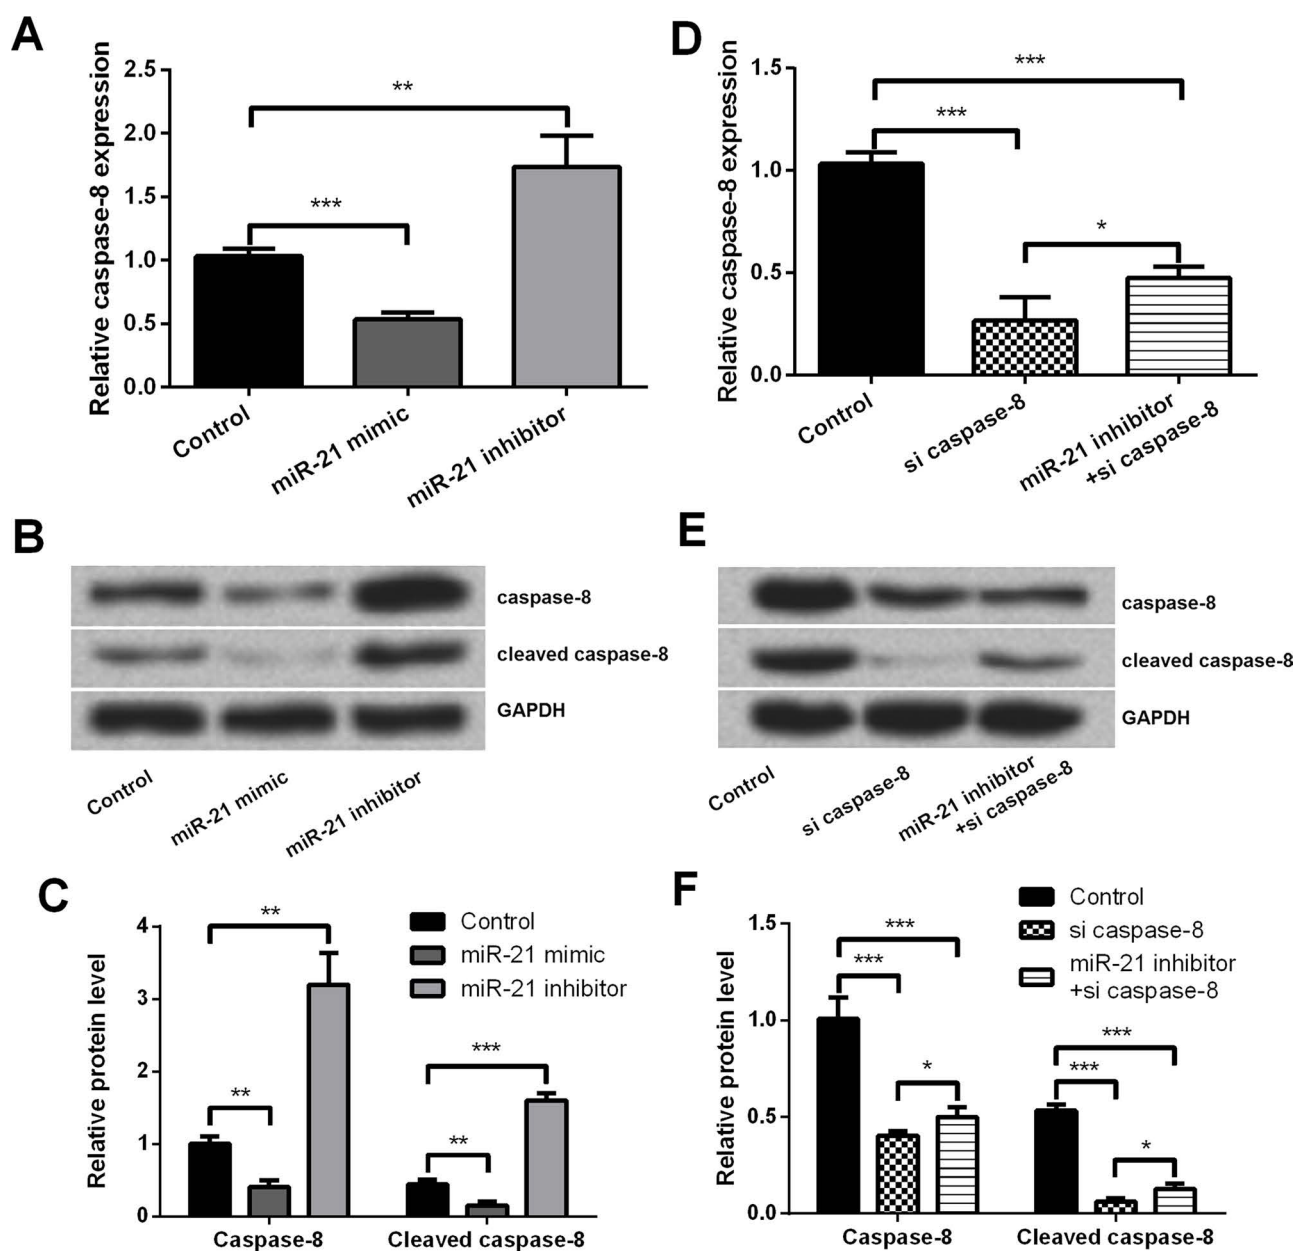 A
Relative caspase-8 expression
2.5
2.0
1.5
1.0
0.5
0.0
**
***
Control
miR-21 mimic
miR-21 inhibitor
D
Relative caspase-8 expression
1.5
1.0
0.5
0.0
***
***
*
Control
si caspase-8
miR-21 inhibitor
+si caspase-8
B
caspase-8
cleaved caspase-8
GAPDH
Control
miR-21 mimic
miR-21 inhibitor
E
caspase-8
cleaved caspase-8
GAPDH
Control
si caspase-8
miR-21 inhibitor
+si caspase-8
C
Relative protein level
4
3
2
1
0
**
**
***
**
Control
miR-21 mimic
miR-21 inhibitor
Caspase-8
Cleaved caspase-8
F
Relative protein level
1.5
1.0
0.5
0.0
***
***
*
***
***
*
Control
si caspase-8
miR-21 inhibitor
+si caspase-8
Caspase-8
Cleaved caspase-8